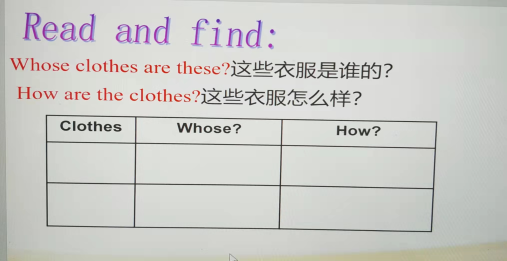 Read and find:
Whose clothes are these?这些衣服是谁的?
How are the clothes?这些衣服怎么样?
Clothes Whose? How?